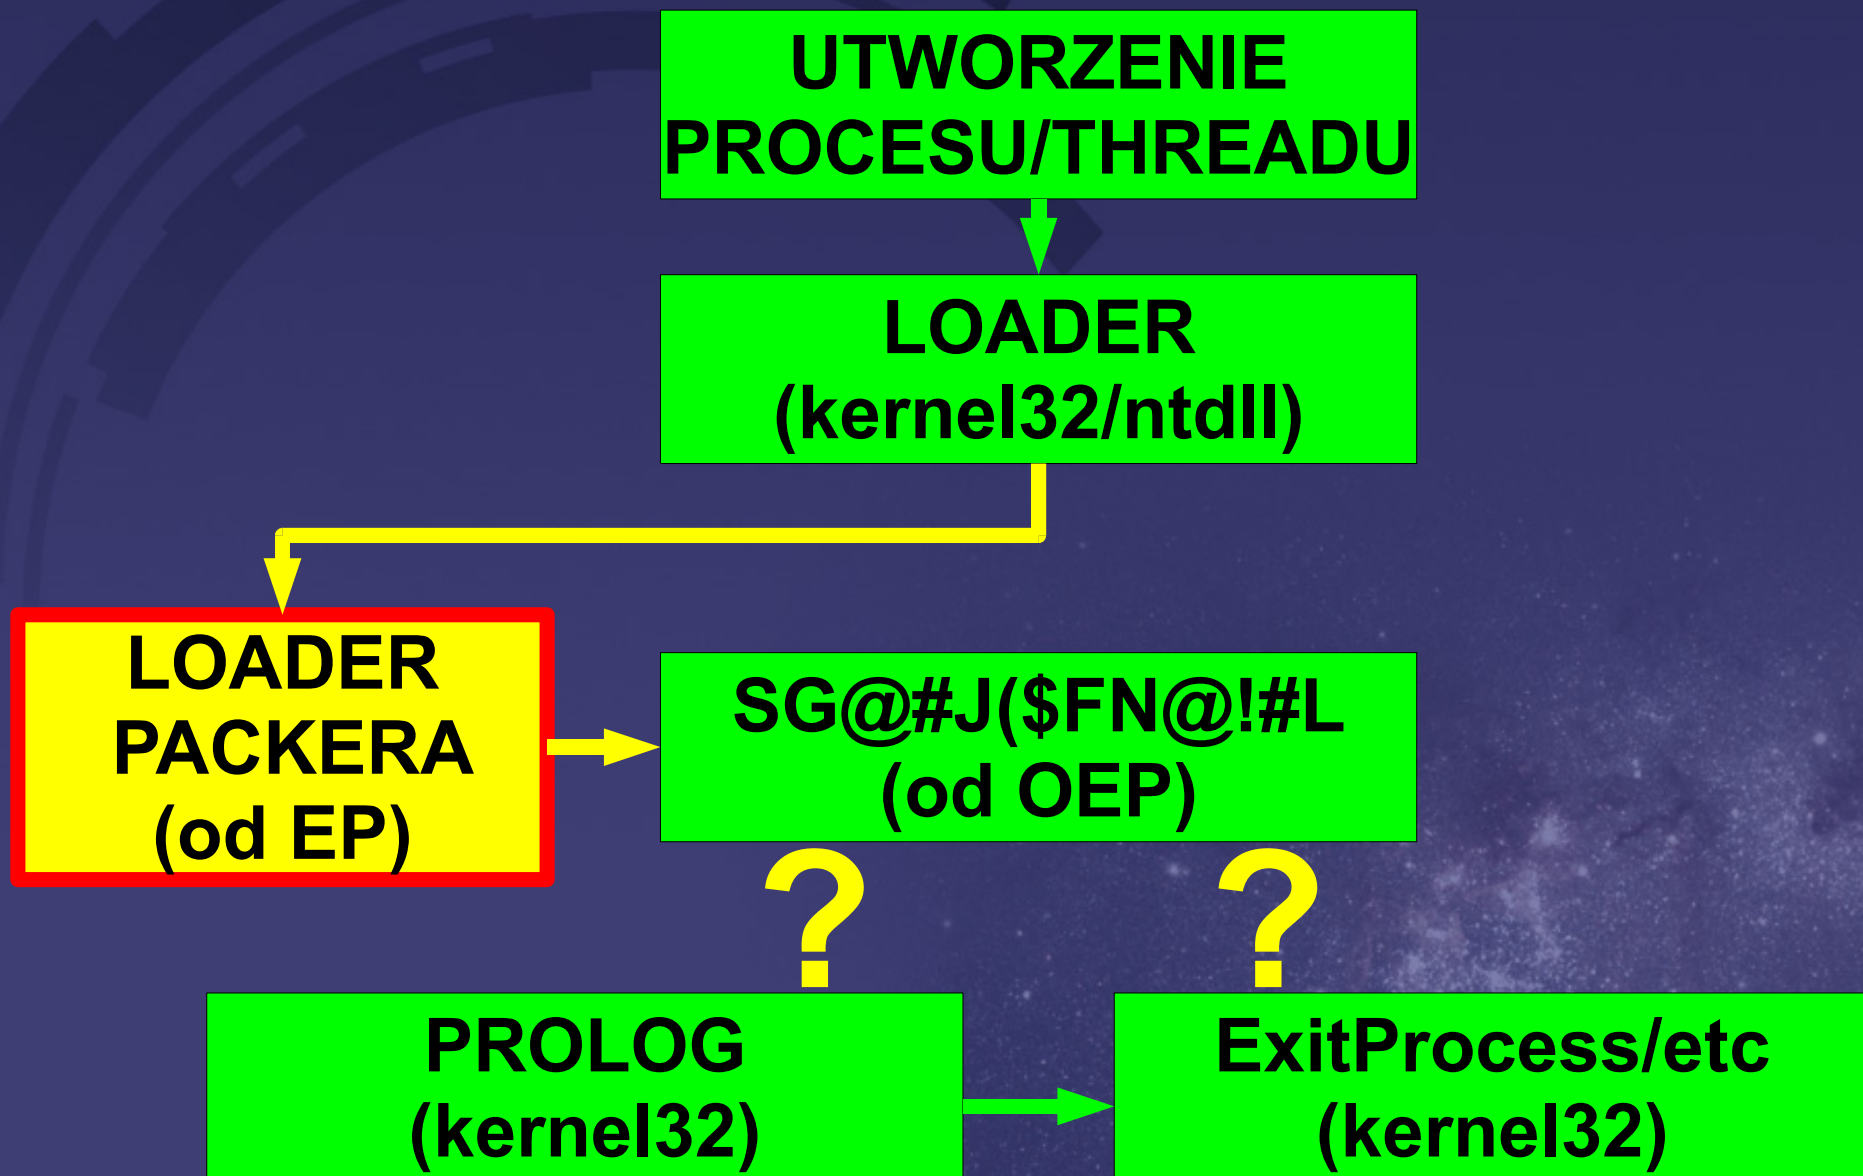 UTWORZENIE
PROCESU/THREADU
LOADER
(kernel32/ntdll)
LOADER
PACKERA
(od EP)
SG@#J($FN@!#L
(od OEP)
?
?
PROLOG
(kernel32)
ExitProcess/etc
(kernel32)